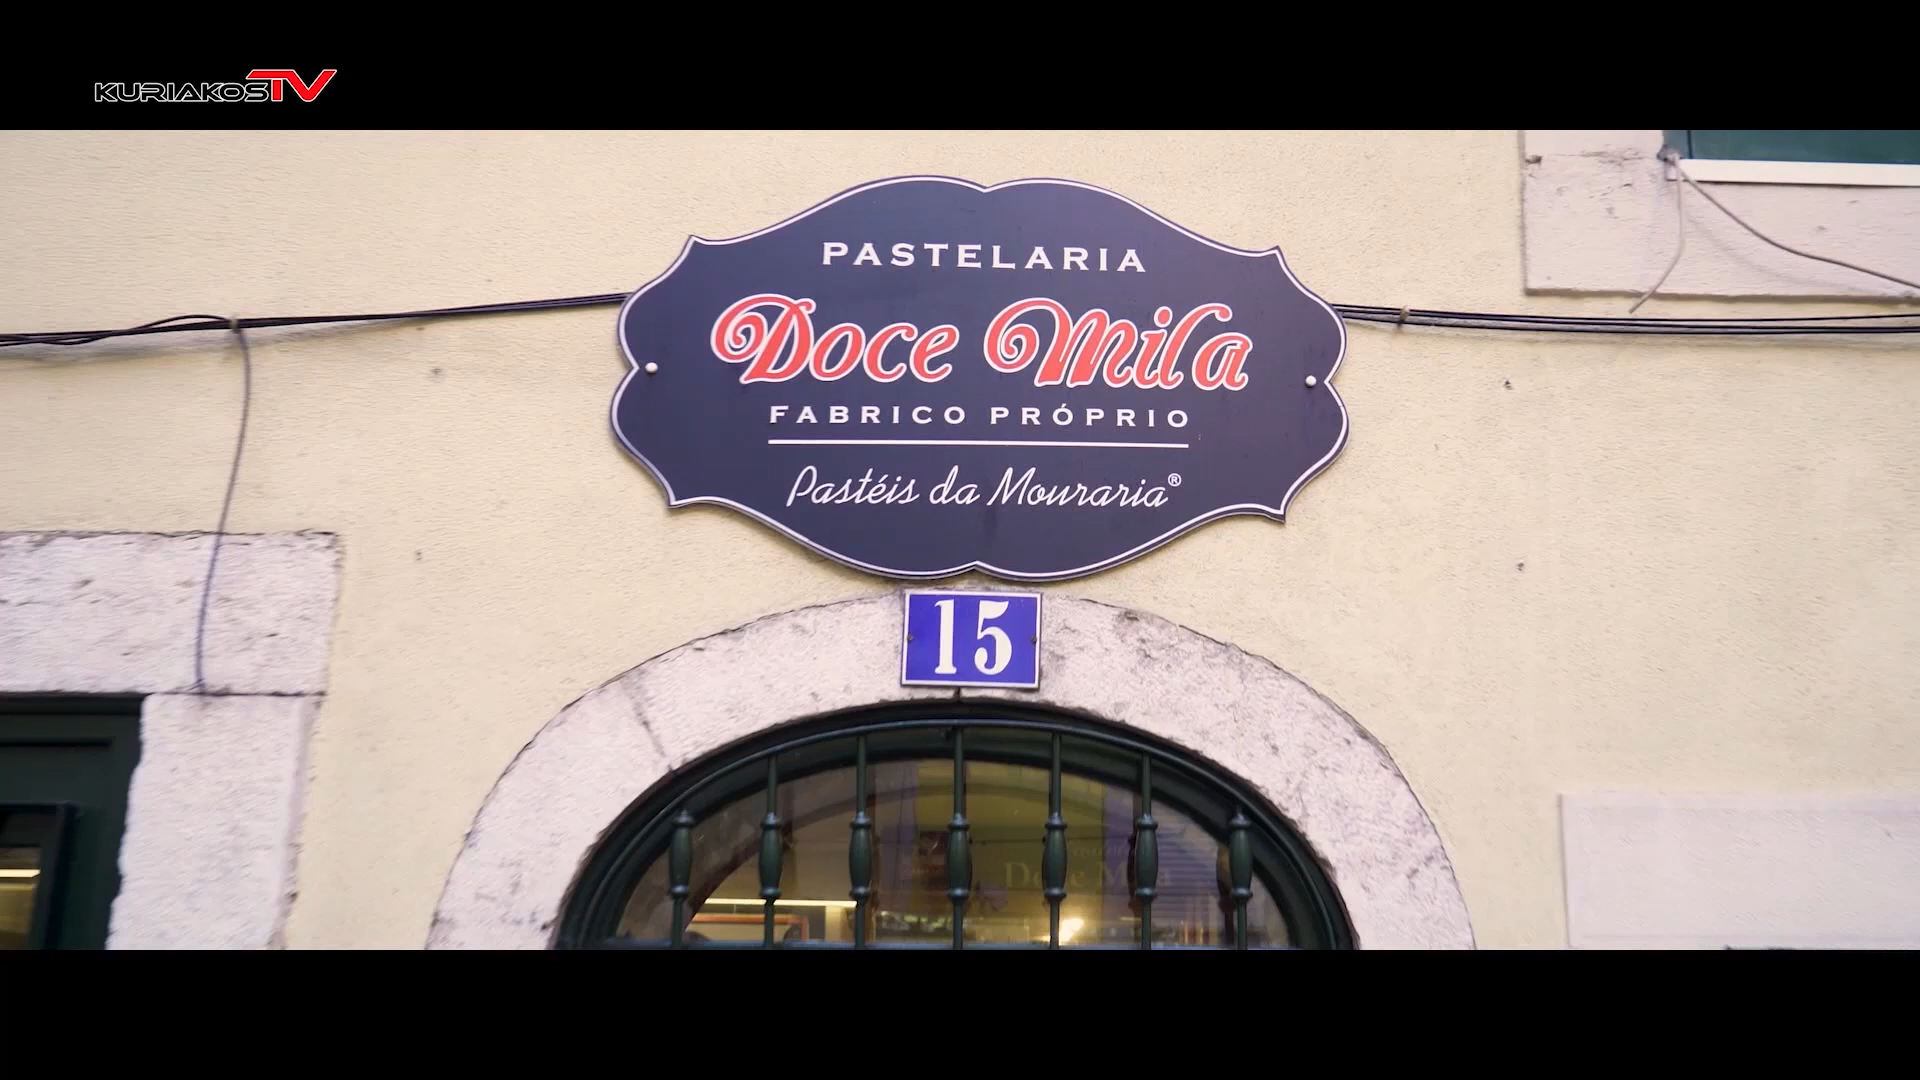 KURIAKOSTV
PASTELARIA
Doce Mila
FABRICO PRÓPRIO
Pastéis da Mouraria®
15